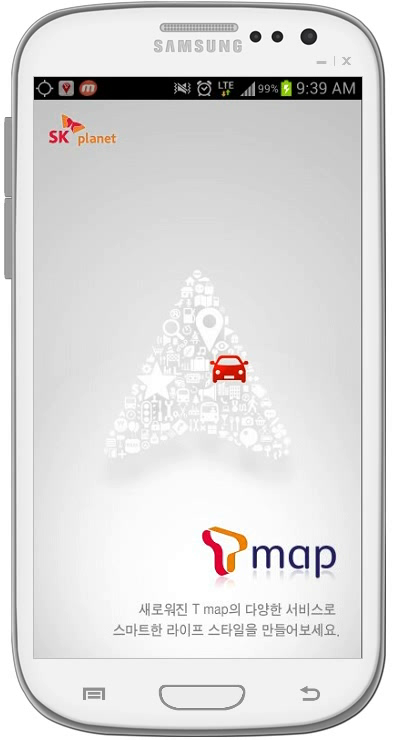 SAMSUNG
LTE 99% 9:39 AM
SK planet
T map
새로워진 T map의 다양한 서비스로
스마트한 라이프 스타일을 만들어보세요.